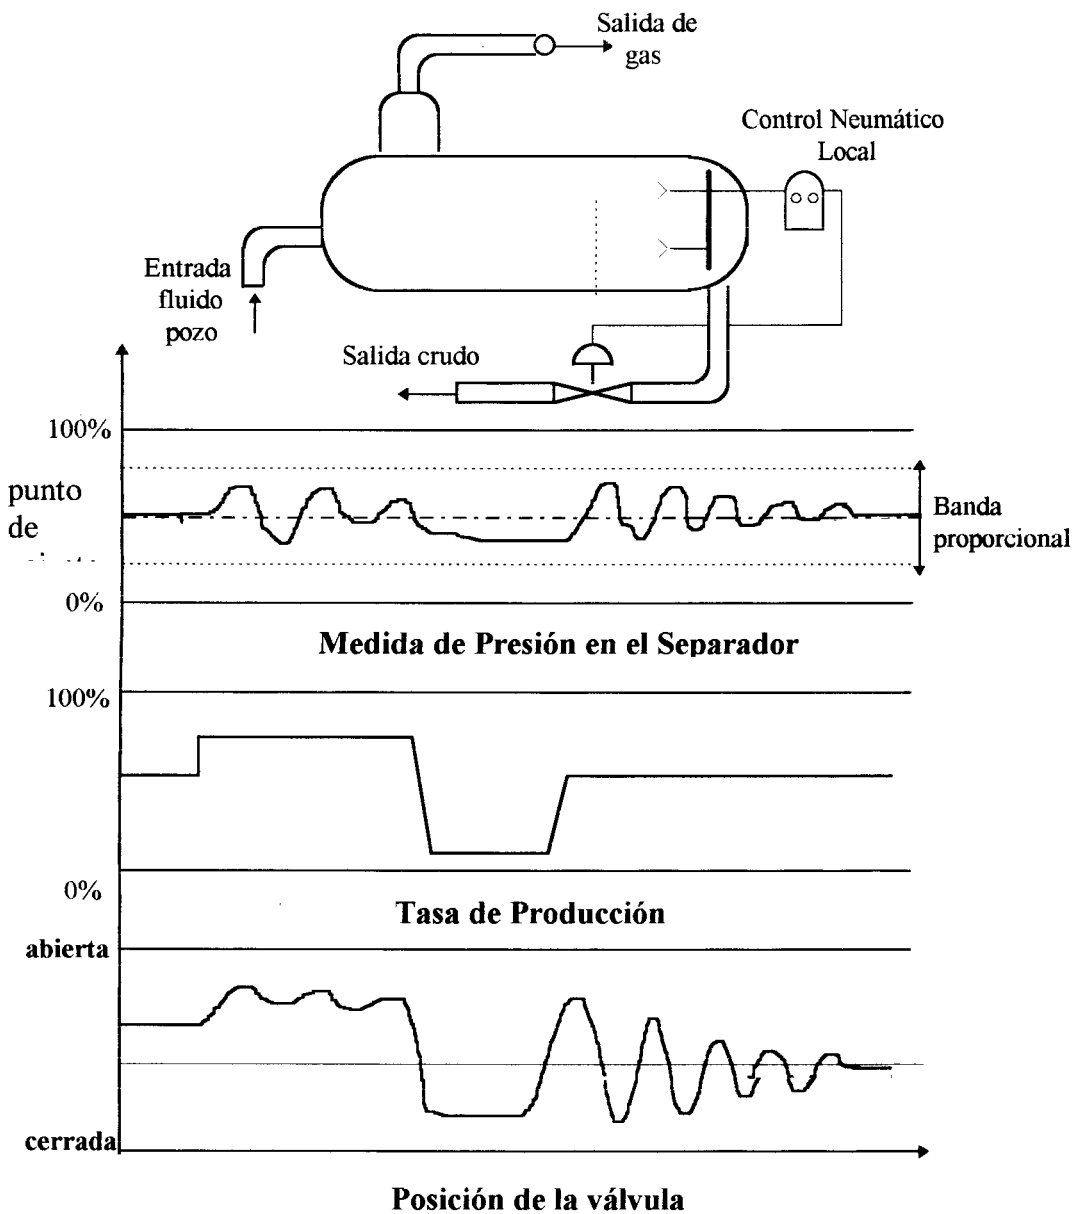 Salida de
gas
Control Neumático
Local
Entrada
fluido
pozo
Salida crudo
100%
punto
de
Banda
proporcional
0%
Medida de Presión en el Separador
100%
0%
Tasa de Producción
abierta
cerrada
Posición de la válvula